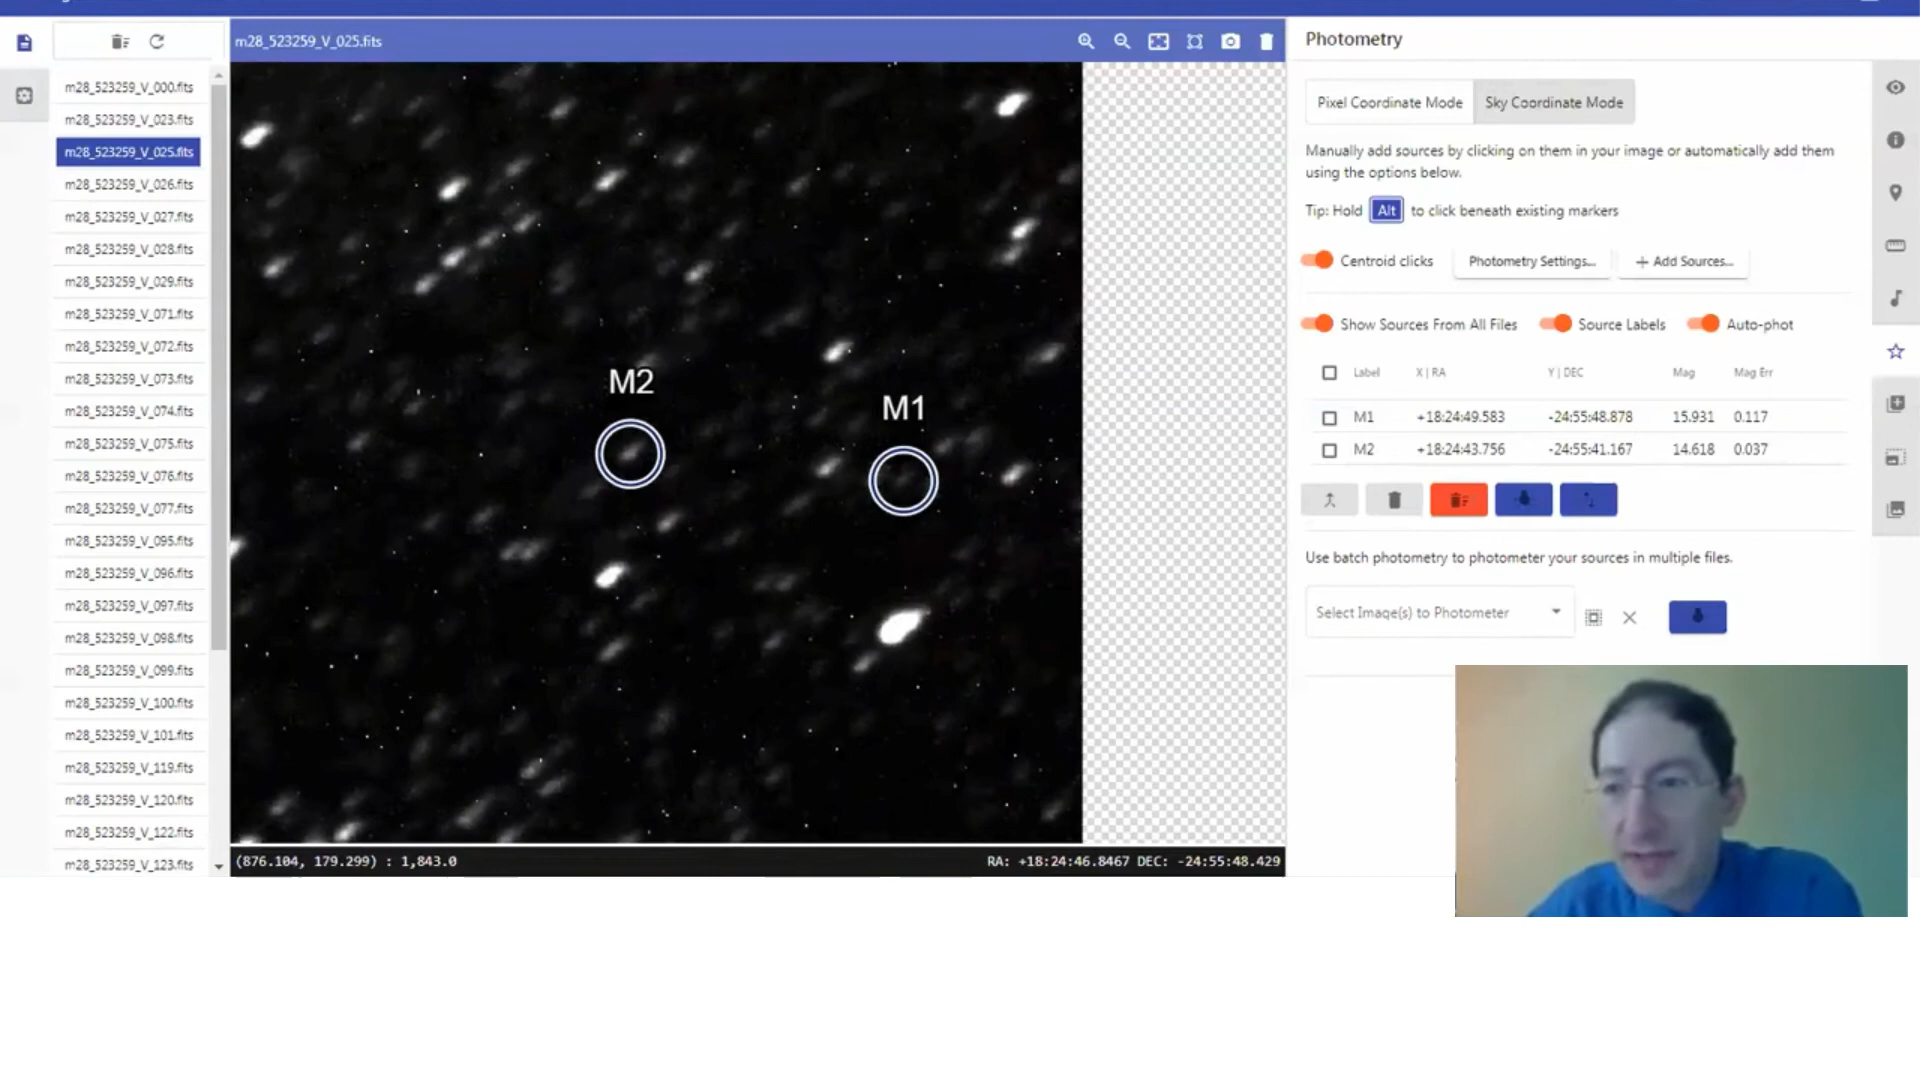 m28_523259_V_025.fits
Photometry
m28_523259_V_000.fits
m28_523259_V_023.fits
m28_523259_V_025.fits
m28_523259_V_026.fits
m28_523259_V_027.fits
m28_523259_V_028.fits
m28_523259_V_029.fits
m28_523259_V_071.fits
m28_523259_V_072.fits
m28_523259_V_073.fits
m28_523259_V_074.fits
m28_523259_V_075.fits
m28_523259_V_076.fits
m28_523259_V_077.fits
m28_523259_V_095.fits
m28_523259_V_096.fits
m28_523259_V_097.fits
m28_523259_V_098.fits
m28_523259_V_099.fits
m28_523259_V_100.fits
m28_523259_V_101.fits
m28_523259_V_119.fits
m28_523259_V_120.fits
m28_523259_V_122.fits
m28_523259_V_123.fits
M2
M1
(876.104, 179.299) : 1,843.0
RA: +18:24:46.8467 DEC: -24:55:48.429
Pixel Coordinate Mode Sky Coordinate Mode
Manually add sources by clicking on them in your image or automatically add them
using the options below.
Tip: Hold Alt to click beneath existing markers
Centroid clicks Photometry Settings... + Add Sources...
Show Sources From All Files Source Labels Auto-phot
Label X | RA Y | DEC Mag Mag Err
M1 +18:24:49.583 -24:55:48.878 15.931 0.117
M2 +18:24:43.756 -24:55:41.167 14.618 0.037
Use batch photometry to photometer your sources in multiple files.
Select Image(s) to Photometer